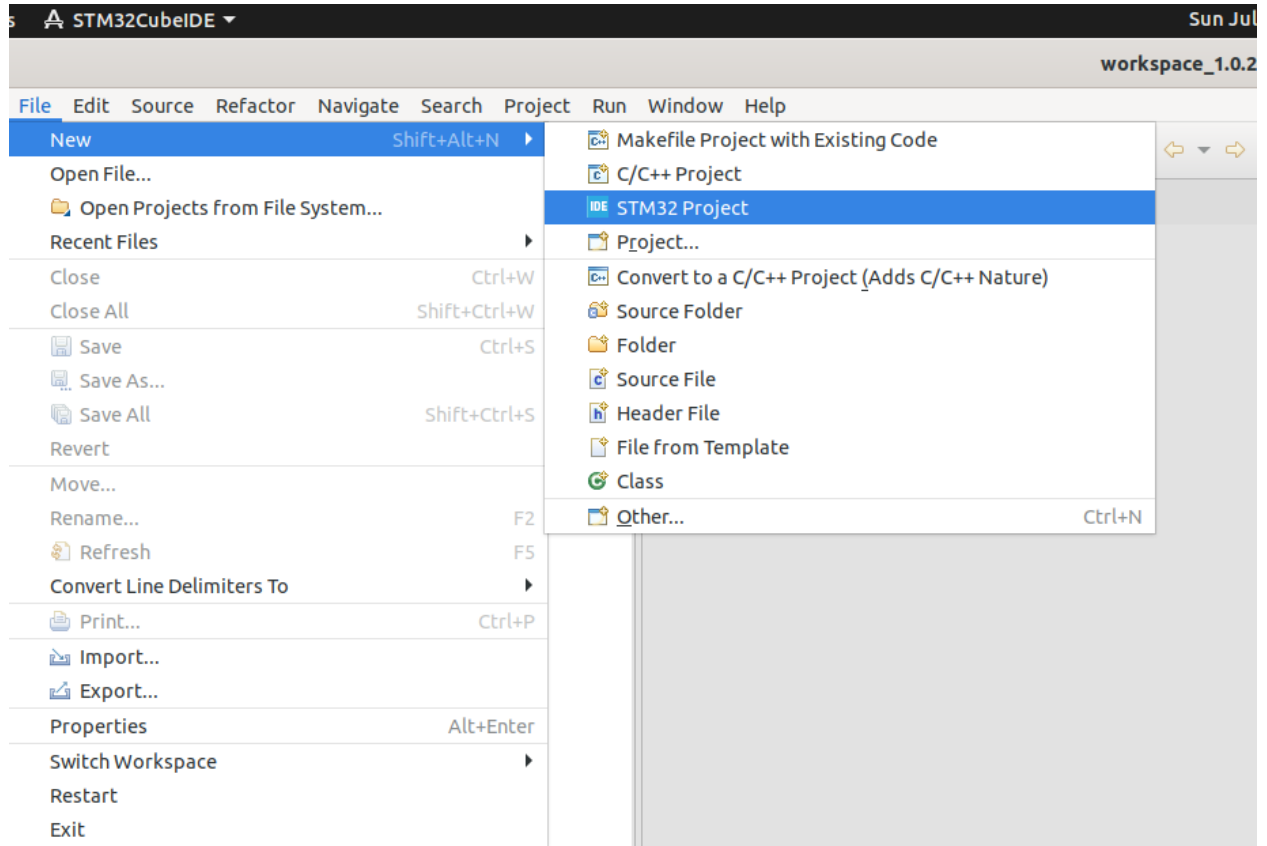 STM32CubeIDE
Sun Jul
workspace_1.0.2
File Edit Source Refactor Navigate Search Project Run Window Help
New Shift+Alt+N
Open File...
Open Projects from File System...
Recent Files
Close Ctrl+W
Close All Shift+Ctrl+W
Save Ctrl+S
Save As...
Save All Shift+Ctrl+S
Revert
Move...
Rename... F2
Refresh F5
Convert Line Delimiters To
Print... Ctrl+P
Import...
Export...
Properties Alt+Enter
Switch Workspace
Restart
Exit
Makefile Project with Existing Code
C/C++ Project
IDE STM32 Project
Project...
Convert to a C/C++ Project (Adds C/C++ Nature)
Source Folder
Folder
Source File
Header File
File from Template
Class
Other... Ctrl+N